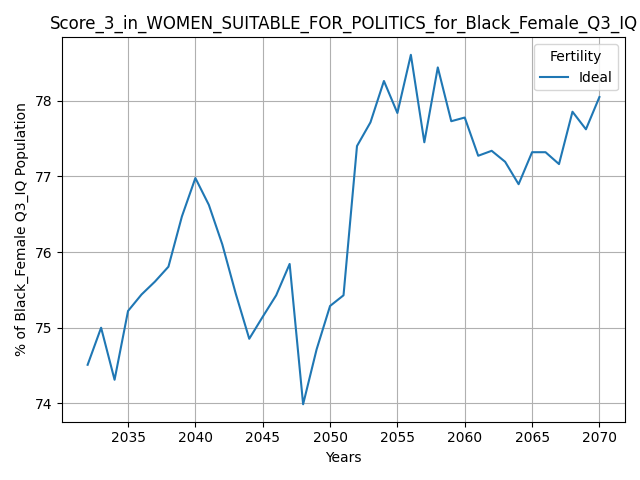 Score_3_in_WOMEN_SUITABLE_FOR_POLITICS_for_Black_Female_Q3_IQ
Fertility
Ideal
% of Black_Female Q3_IQ Population
78
77
76
75
74
2035 2040 2045 2050 2055 2060 2065 2070
Years